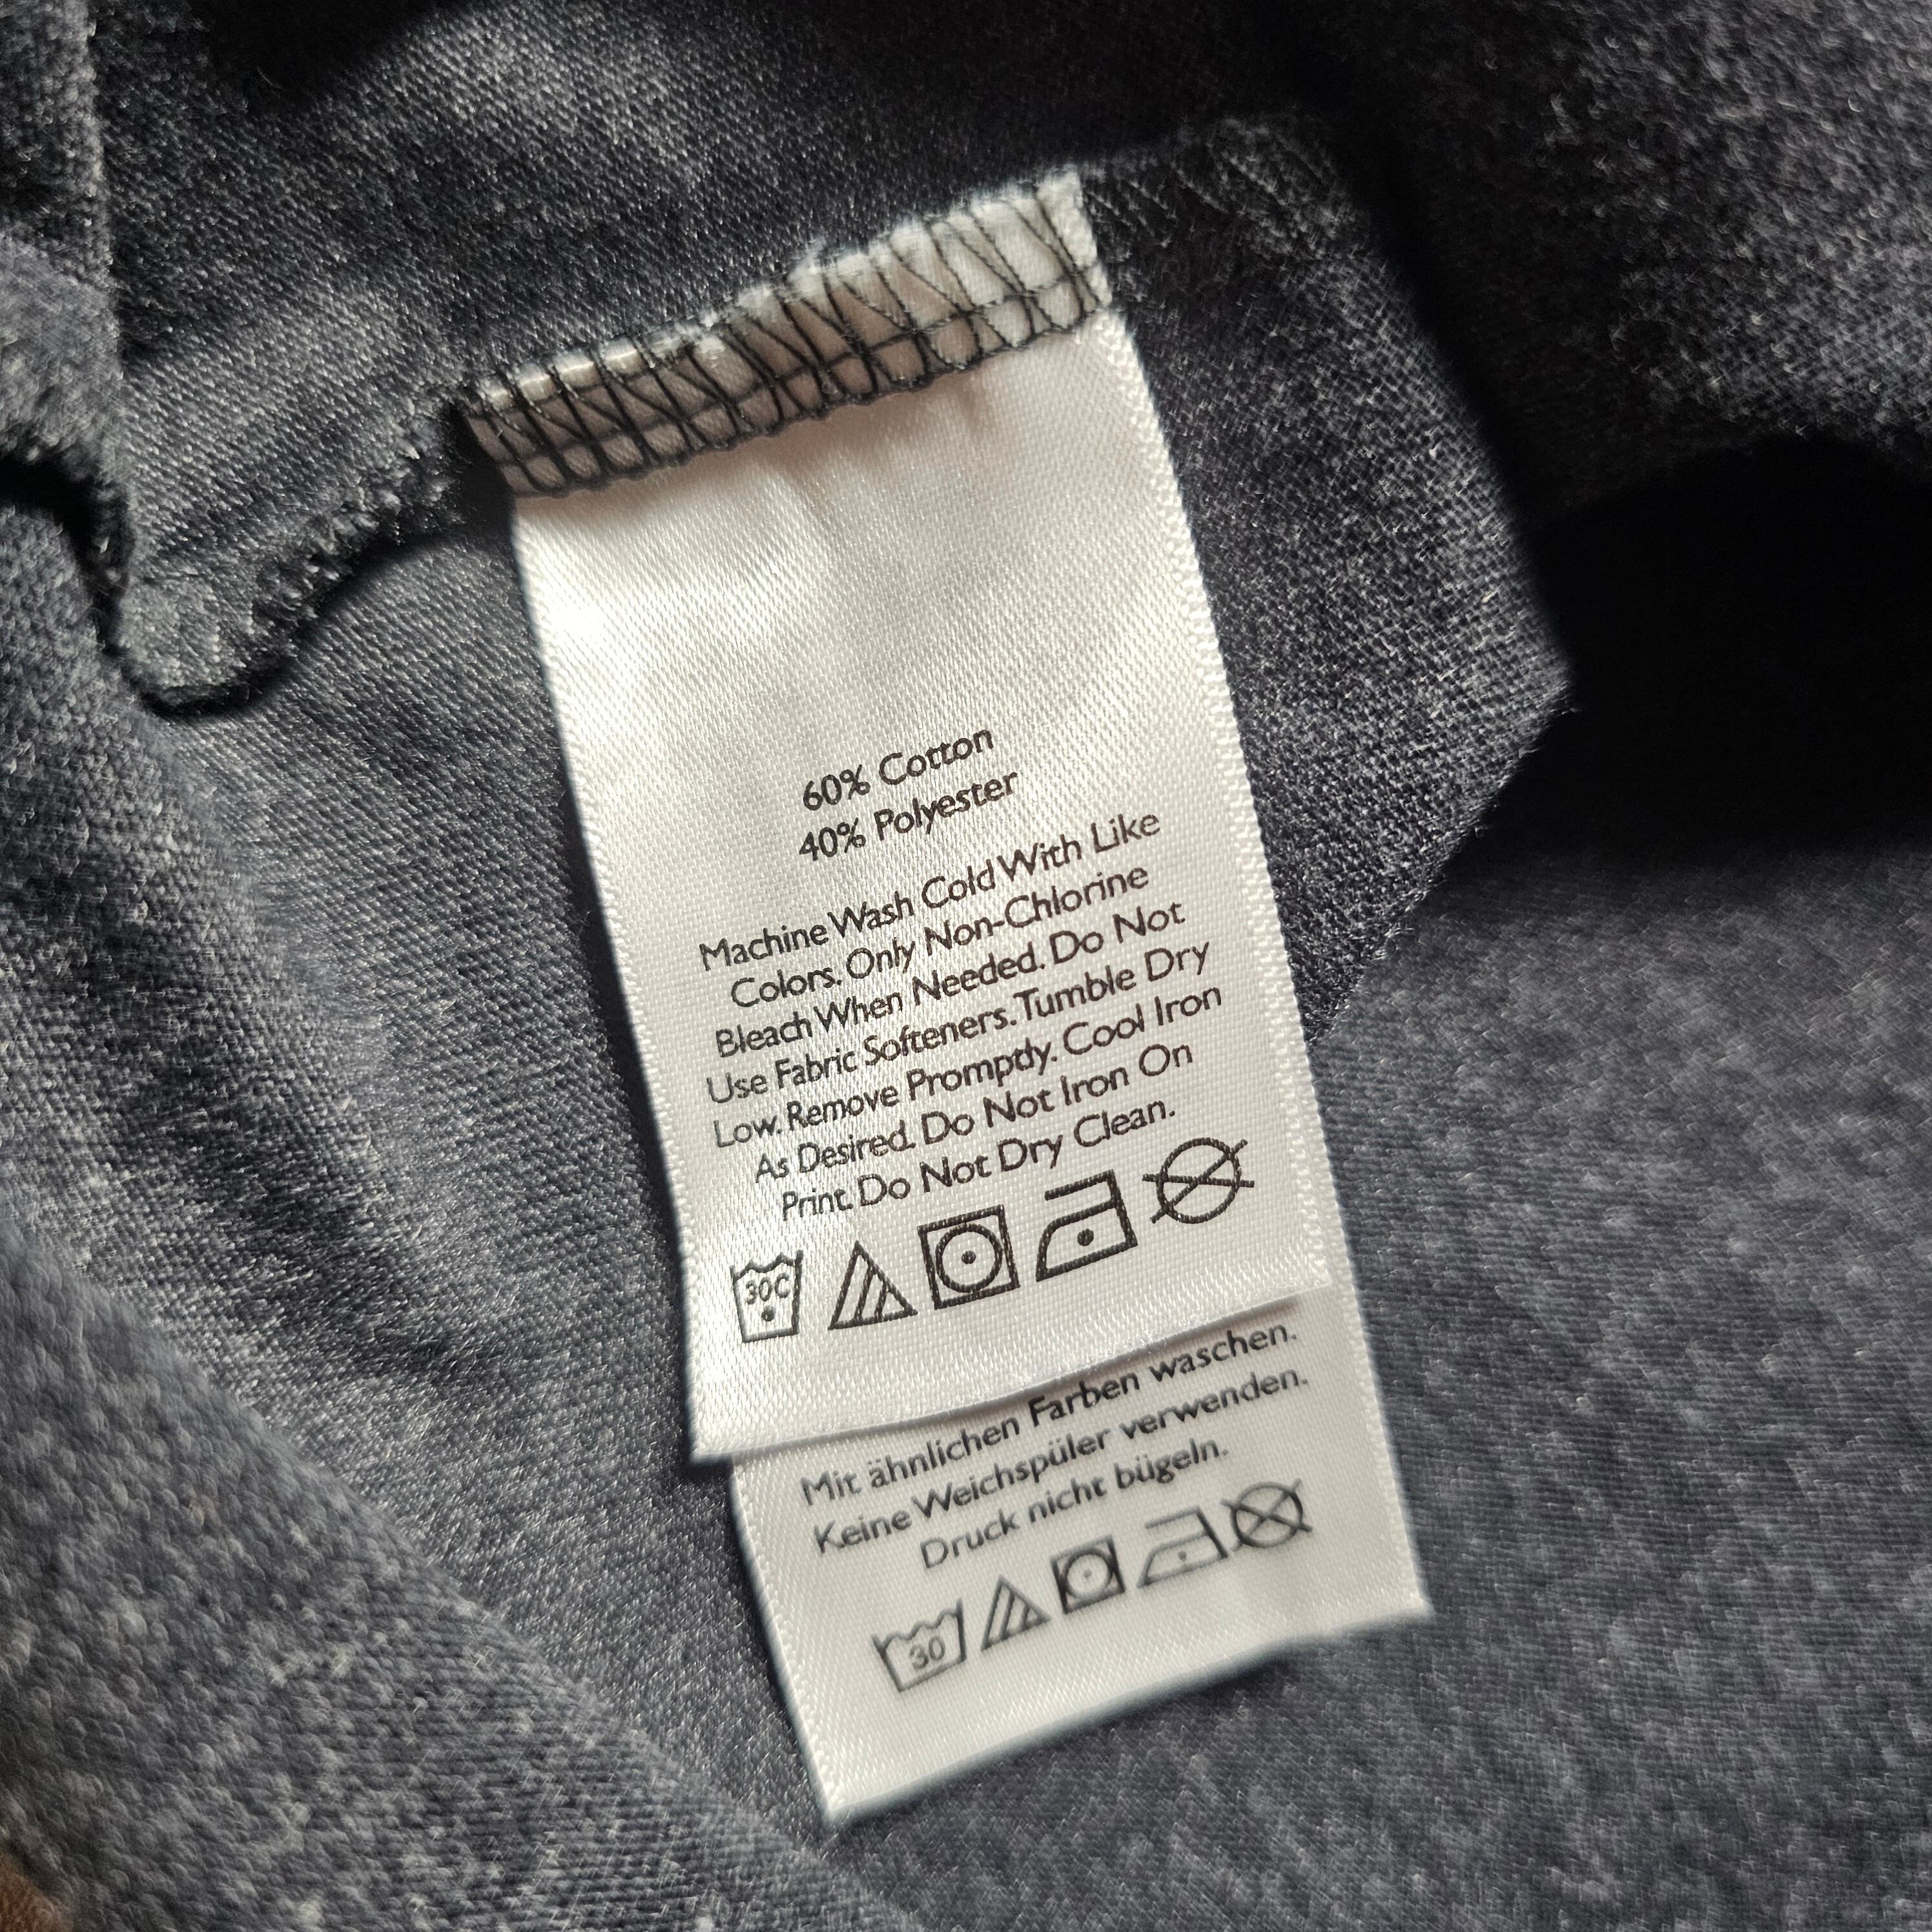 60% Cotton
40% Polyester
Machine Wash Cold With Like
Colors. Only Non-Chlorine
Bleach When Needed. Do Not
Use Fabric Softeners. Tumble Dry
Low. Remove Promptly. Cool Iron
As Desired. Do Not Iron On
Print. Do Not Dry Clean.
30C
Mit ähnlichen Farben waschen.
Keine Weichspüler verwenden.
Druck nicht bügeln.
30